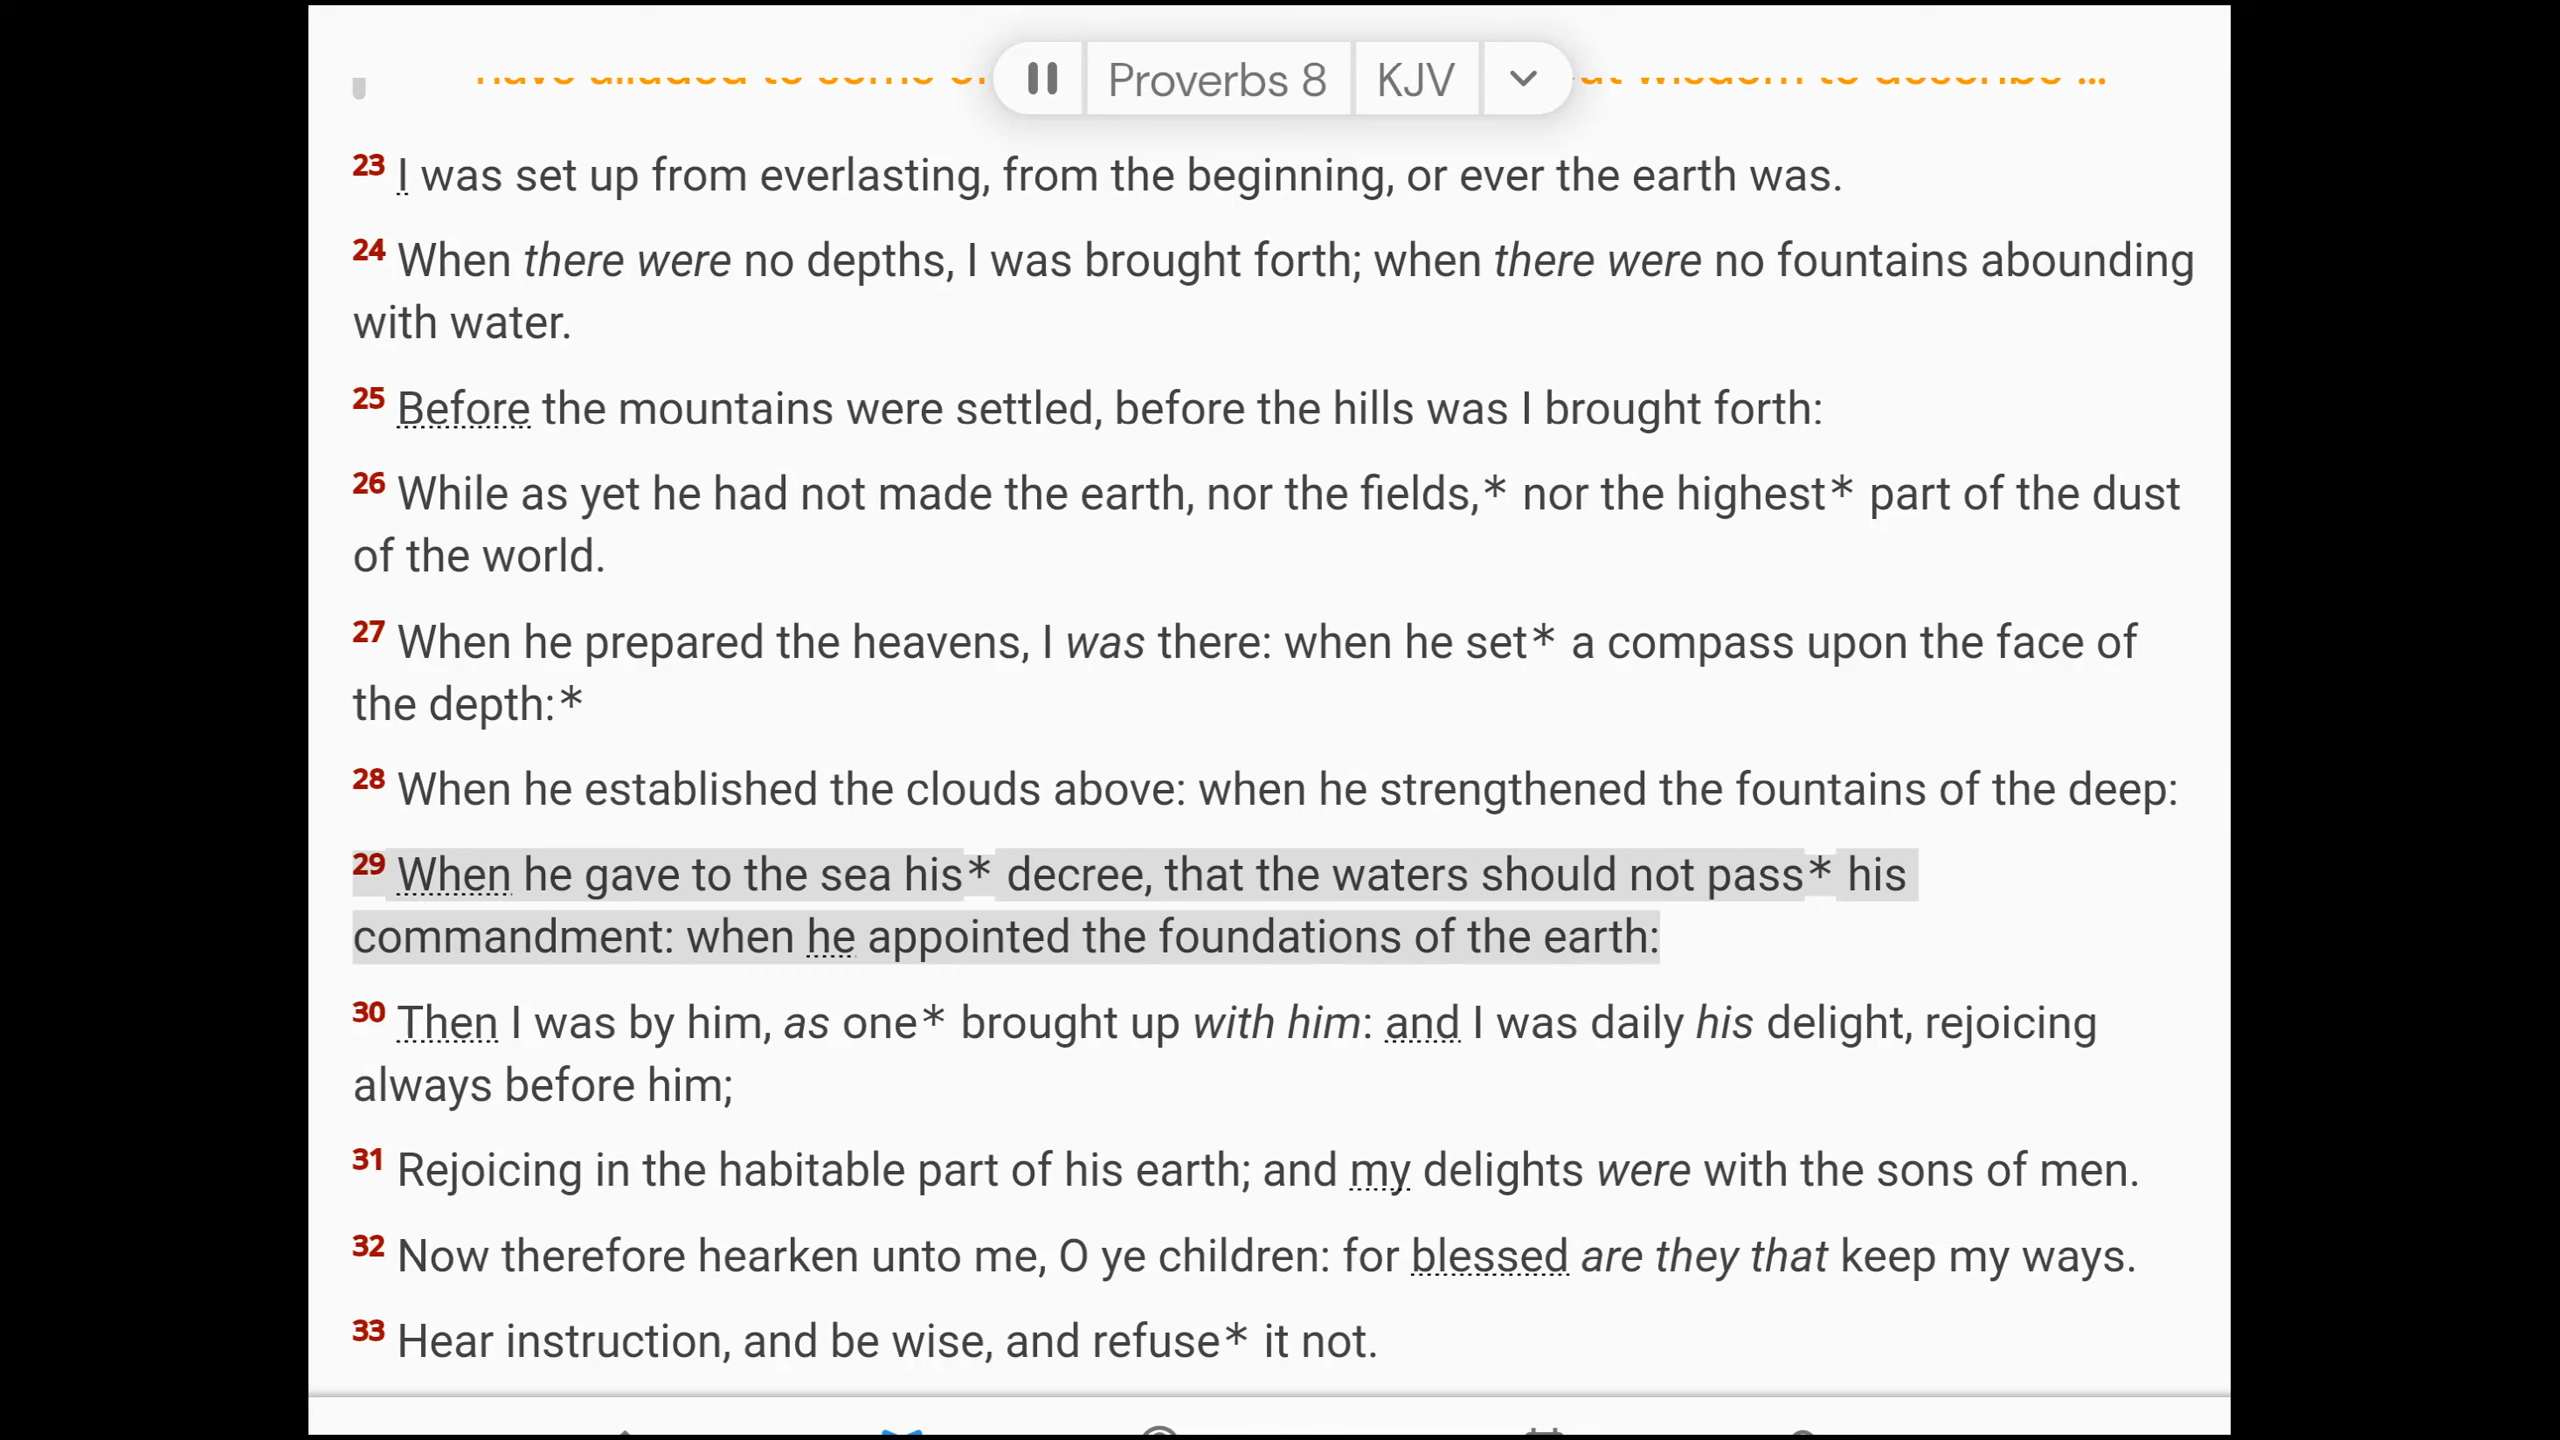 have alluded to some of
Proverbs 8
KJV
at wisdom to describe ...
23 I was set up from everlasting, from the beginning, or ever the earth was.
24 When there were no depths, I was brought forth; when there were no fountains abounding
with water.
25 Before the mountains were settled, before the hills was I brought forth:
26 While as yet he had not made the earth, nor the fields,* nor the highest* part of the dust
of the world.
27 When he prepared the heavens, I was there: when he set* a compass upon the face of
the depth:*
28 When he established the clouds above: when he strengthened the fountains of the deep:
29 When he gave to the sea his* decree, that the waters should not pass* his
commandment: when he appointed the foundations of the earth:
30 Then I was by him, as one* brought up with him: and I was daily his delight, rejoicing
always before him;
31 Rejoicing in the habitable part of his earth; and my delights were with the sons of men.
32 Now therefore hearken unto me, O ye children: for blessed are they that keep my ways.
33 Hear instruction, and be wise, and refuse* it not.